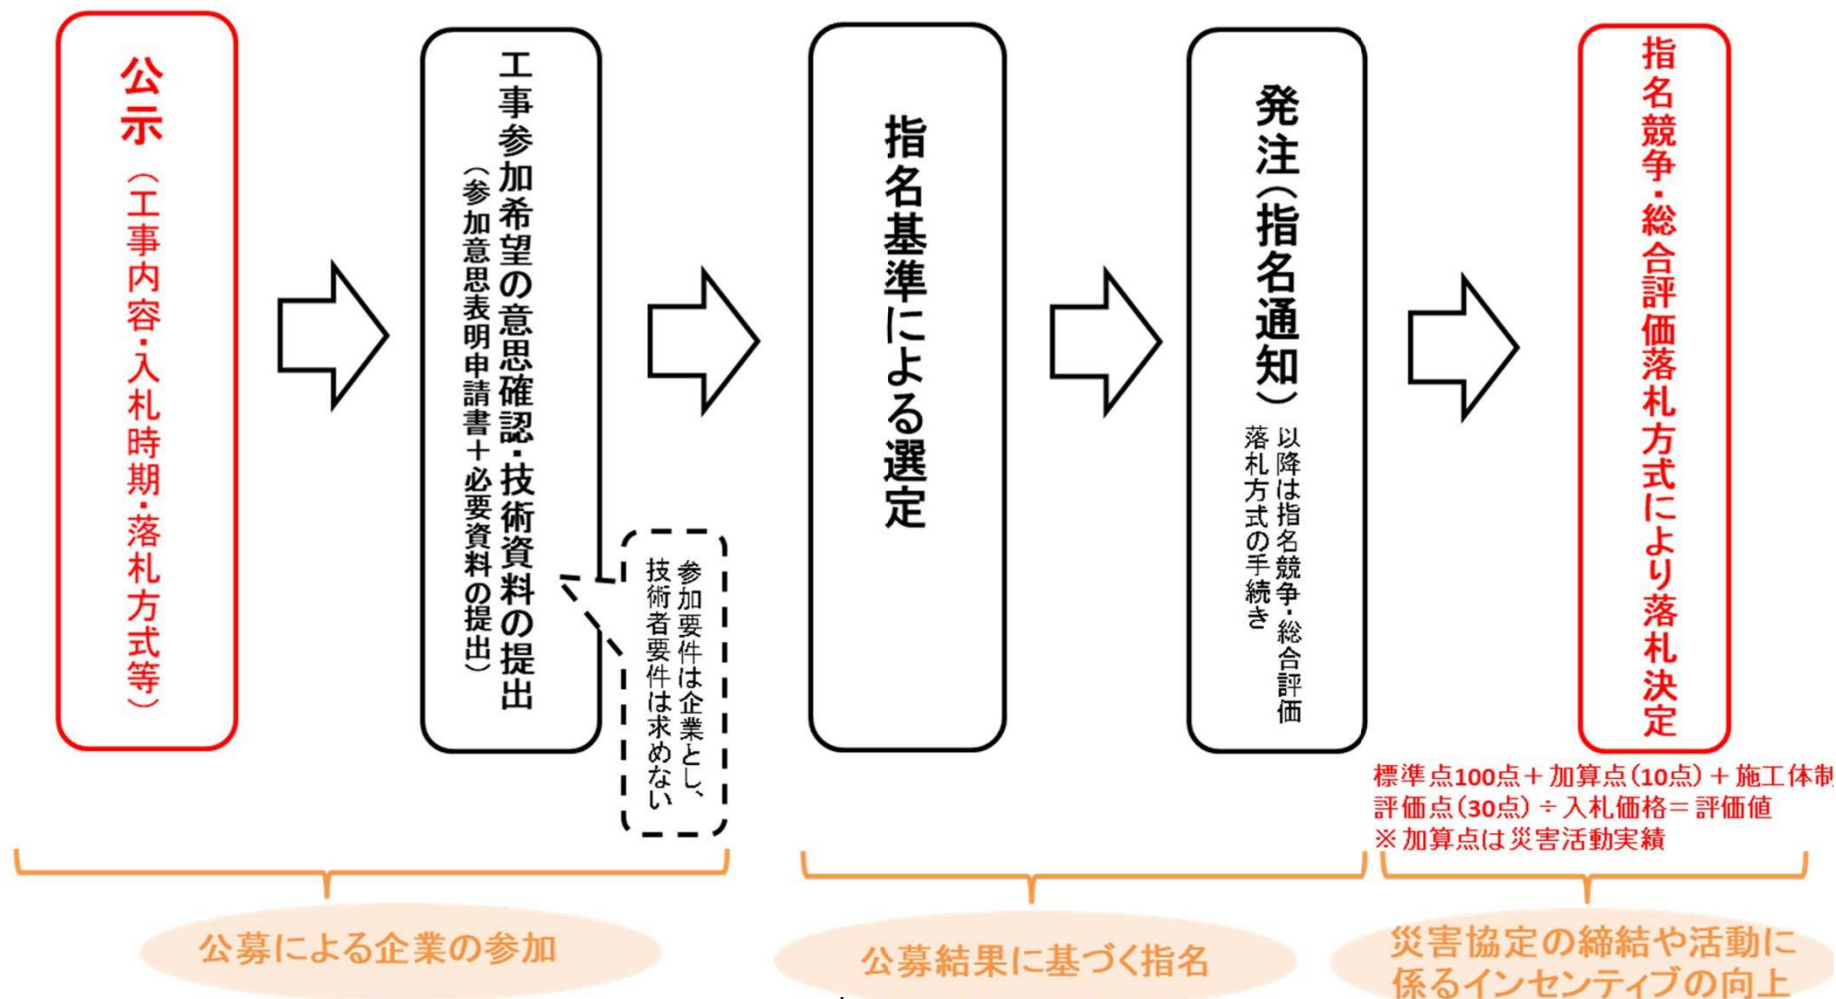 公示（工事内容・入札時期・落札方式等）
工事参加希望の意思確認・技術資料の提出
（参加意思表明申請書＋必要資料の提出）
参加要件は企業とし、
技術者要件は求めない
指名基準による選定
発注（指名通知）
以降は指名競争・総合評価
落札方式の手続き
指名競争・総合評価落札方式により落札決定
標準点100点＋加算点（10点）＋施工体制
評価点（30点）÷入札価格＝評価値
※加算点は災害活動実績
公募による企業の参加
公募結果に基づく指名
災害協定の締結や活動に
係るインセンティブの向上